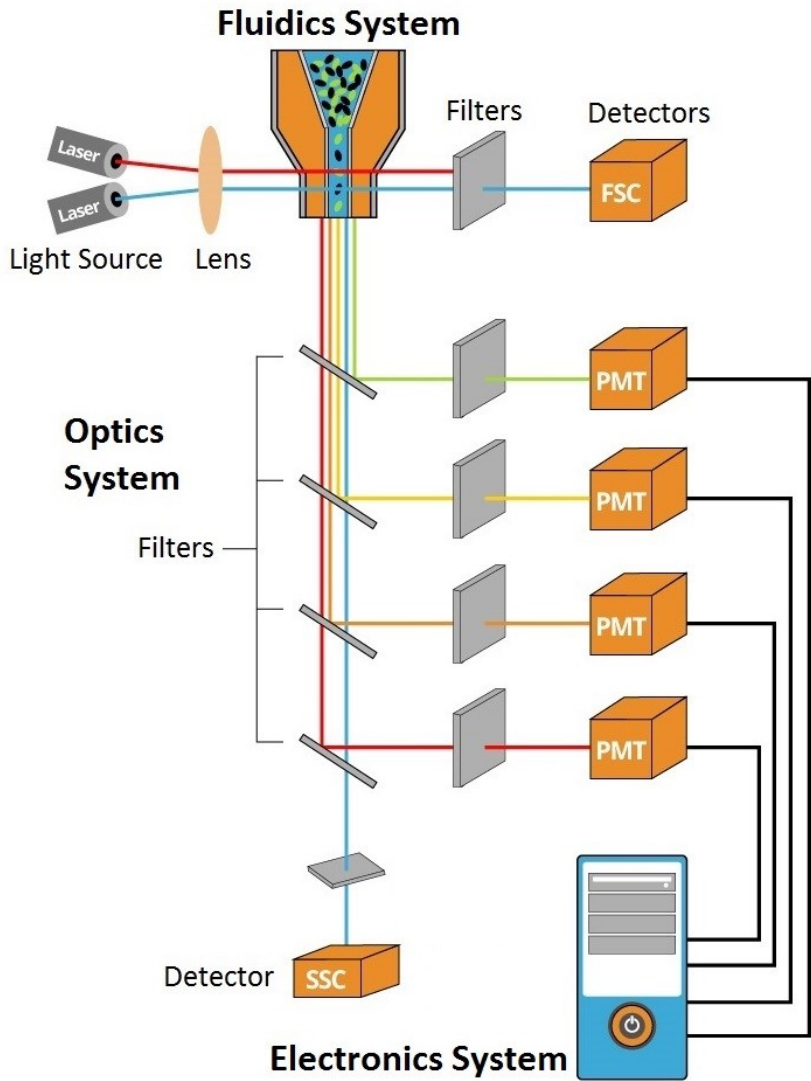 Fluidics System
Filters
Detectors
Laser
Laser
FSC
Light Source
Lens
PMT
Optics
System
PMT
Filters
PMT
PMT
Detector
SSC
Electronics System